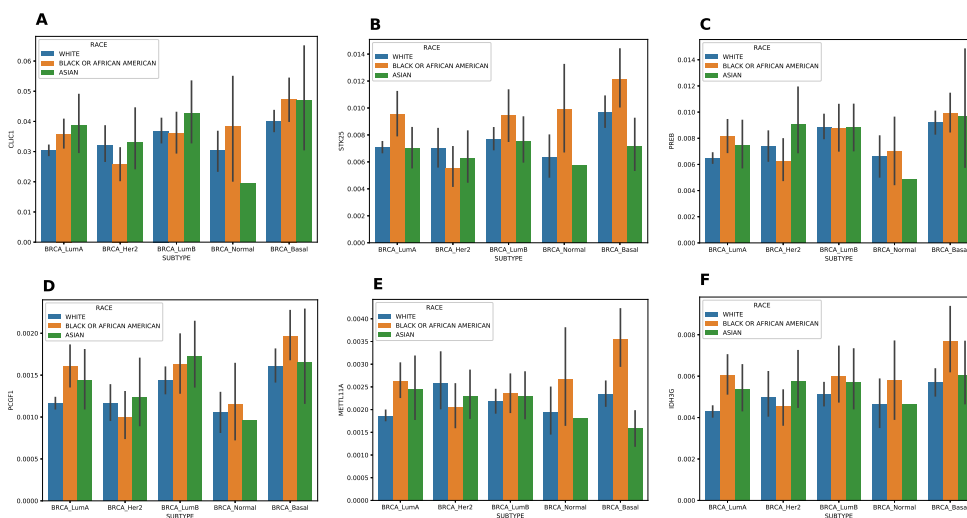 A
RACE
WHITE
BLACK OR AFRICAN AMERICAN
ASIAN
CLIC1
0.06
0.05
0.04
0.03
0.02
0.01
0.00
BRCA_LumA BRCA_Her2 BRCA_LumB BRCA_Normal BRCA_Basal
SUBTYPE
B
RACE
WHITE
BLACK OR AFRICAN AMERICAN
ASIAN
STK25
0.014
0.012
0.010
0.008
0.006
0.004
0.002
0.000
BRCA_LumA BRCA_Her2 BRCA_LumB BRCA_Normal BRCA_Basal
SUBTYPE
C
RACE
WHITE
BLACK OR AFRICAN AMERICAN
ASIAN
PREB
0.014
0.012
0.010
0.008
0.006
0.004
0.002
0.000
BRCA_LumA BRCA_Her2 BRCA_LumB BRCA_Normal BRCA_Basal
SUBTYPE
D
RACE
WHITE
BLACK OR AFRICAN AMERICAN
ASIAN
PCGF1
0.0020
0.0015
0.0010
0.0005
0.0000
BRCA_LumA BRCA_Her2 BRCA_LumB BRCA_Normal BRCA_Basal
SUBTYPE
E
RACE
WHITE
BLACK OR AFRICAN AMERICAN
ASIAN
METTL11A
0.0040
0.0035
0.0030
0.0025
0.0020
0.0015
0.0010
0.0005
0.0000
BRCA_LumA BRCA_Her2 BRCA_LumB BRCA_Normal BRCA_Basal
SUBTYPE
F
RACE
WHITE
BLACK OR AFRICAN AMERICAN
ASIAN
IDH3G
0.008
0.006
0.004
0.002
0.000
BRCA_LumA BRCA_Her2 BRCA_LumB BRCA_Normal BRCA_Basal
SUBTYPE